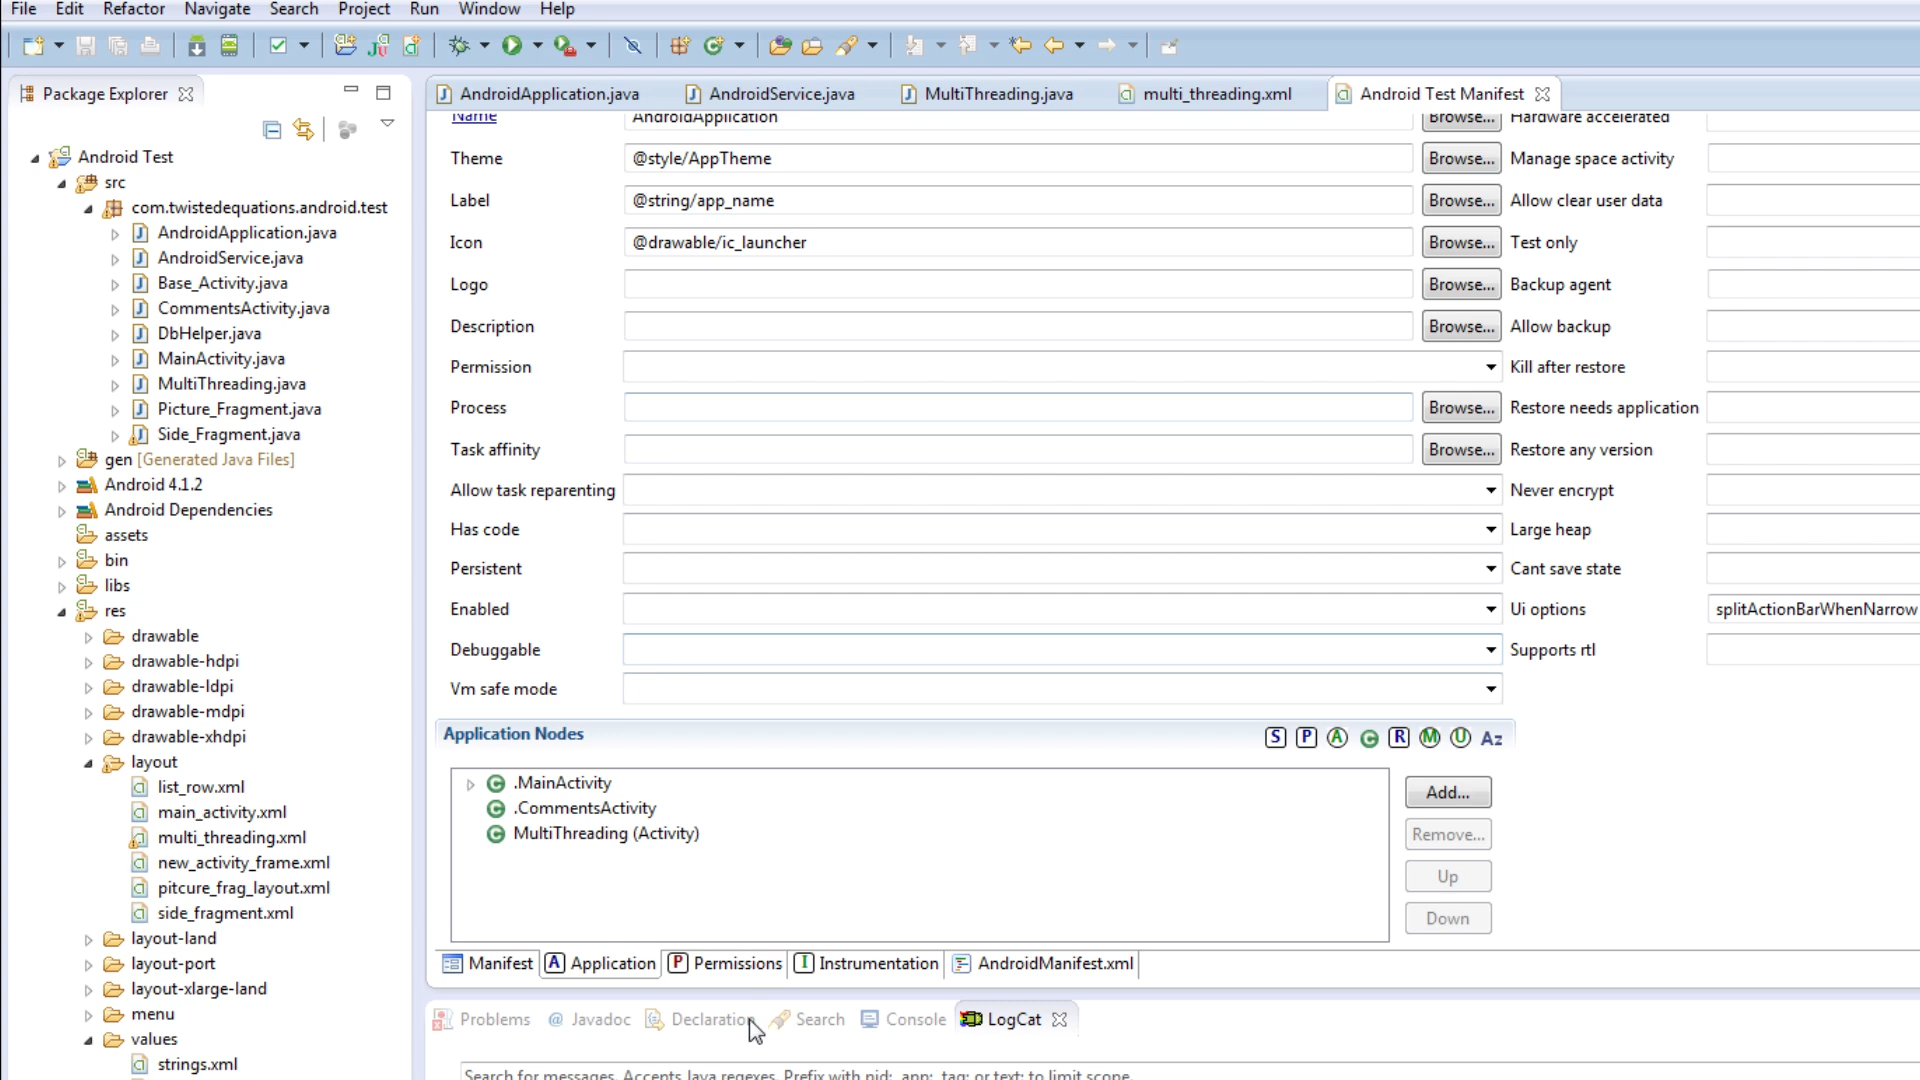 File Edit Refactor Navigate Search Project Run Window Help
Package Explorer
AndroidApplication.java AndroidService.java MultiThreading.java multi_threading.xml Android Test Manifest
Android Test
src
com.twistedequations.android.test
AndroidApplication.java
AndroidService.java
Base_Activity.java
CommentsActivity.java
DbHelper.java
MainActivity.java
MultiThreading.java
Picture_Fragment.java
Side_Fragment.java
gen [Generated Java Files]
Android 4.1.2
Android Dependencies
assets
bin
libs
res
drawable
drawable-hdpi
drawable-ldpi
drawable-mdpi
drawable-xhdpi
layout
list_row.xml
main_activity.xml
multi_threading.xml
new_activity_frame.xml
pitcure_frag_layout.xml
side_fragment.xml
layout-land
layout-port
layout-xlarge-land
menu
values
strings.xml
Name AndroidApplication Browse... Hardware accelerated
Theme @style/AppTheme Browse... Manage space activity
Label @string/app_name Browse... Allow clear user data
Icon @drawable/ic_launcher Browse... Test only
Logo Browse... Backup agent
Description Browse... Allow backup
Permission Kill after restore
Process Browse... Restore needs application
Task affinity Browse... Restore any version
Allow task reparenting Never encrypt
Has code Large heap
Persistent Cant save state
Enabled Ui options splitActionBarWhenNarrow
Debuggable Supports rtl
Vm safe mode
Application Nodes S P A C R M U Az
.MainActivity
.CommentsActivity
MultiThreading (Activity)
Add...
Remove...
Up
Down
Manifest A Application P Permissions I Instrumentation AndroidManifest.xml
Problems @ Javadoc Declaration Search Console LogCat
Search for messages. Accepts Java regexes. Prefix with pid:, app:, tag: or text: to limit scope.